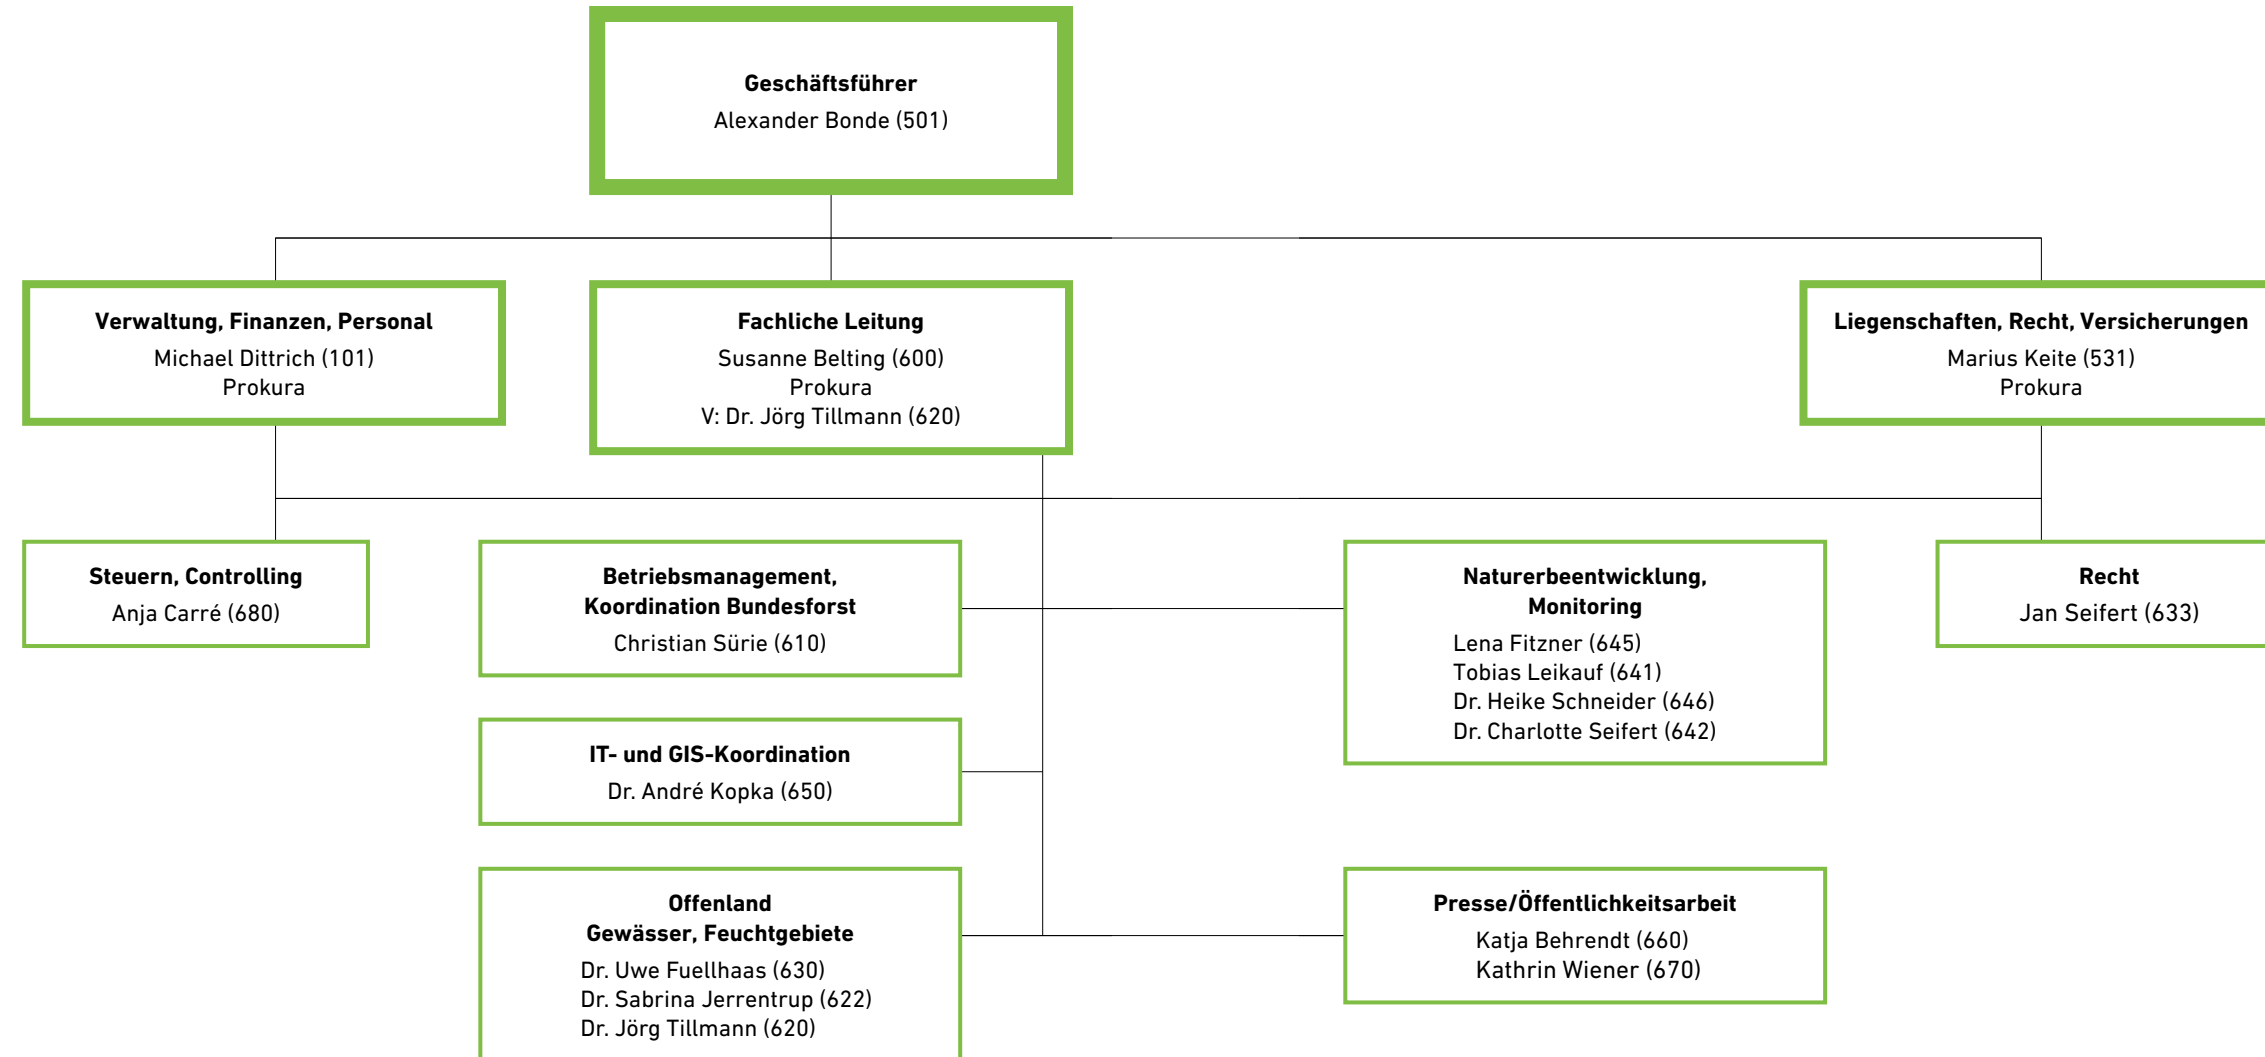 Geschäftsführer
Alexander Bonde (501)
Verwaltung, Finanzen, Personal
Michael Dittrich (101)
Prokura
Fachliche Leitung
Susanne Belting (600)
Prokura
V: Dr. Jörg Tillmann (620)
Liegenschaften, Recht, Versicherungen
Marius Keite (531)
Prokura
Steuern, Controlling
Anja Carré (680)
Betriebsmanagement,
Koordination Bundesforst
Christian Sürie (610)
Naturerbeentwicklung,
Monitoring
Lena Fitzner (645)
Tobias Leikauf (641)
Dr. Heike Schneider (646)
Dr. Charlotte Seifert (642)
Recht
Jan Seifert (633)
IT- und GIS-Koordination
Dr. André Kopka (650)
Offenland
Gewässer, Feuchtgebiete
Dr. Uwe Fuellhaas (630)
Dr. Sabrina Jerrentrup (622)
Dr. Jörg Tillmann (620)
Presse/Öffentlichkeitsarbeit
Katja Behrendt (660)
Kathrin Wiener (670)